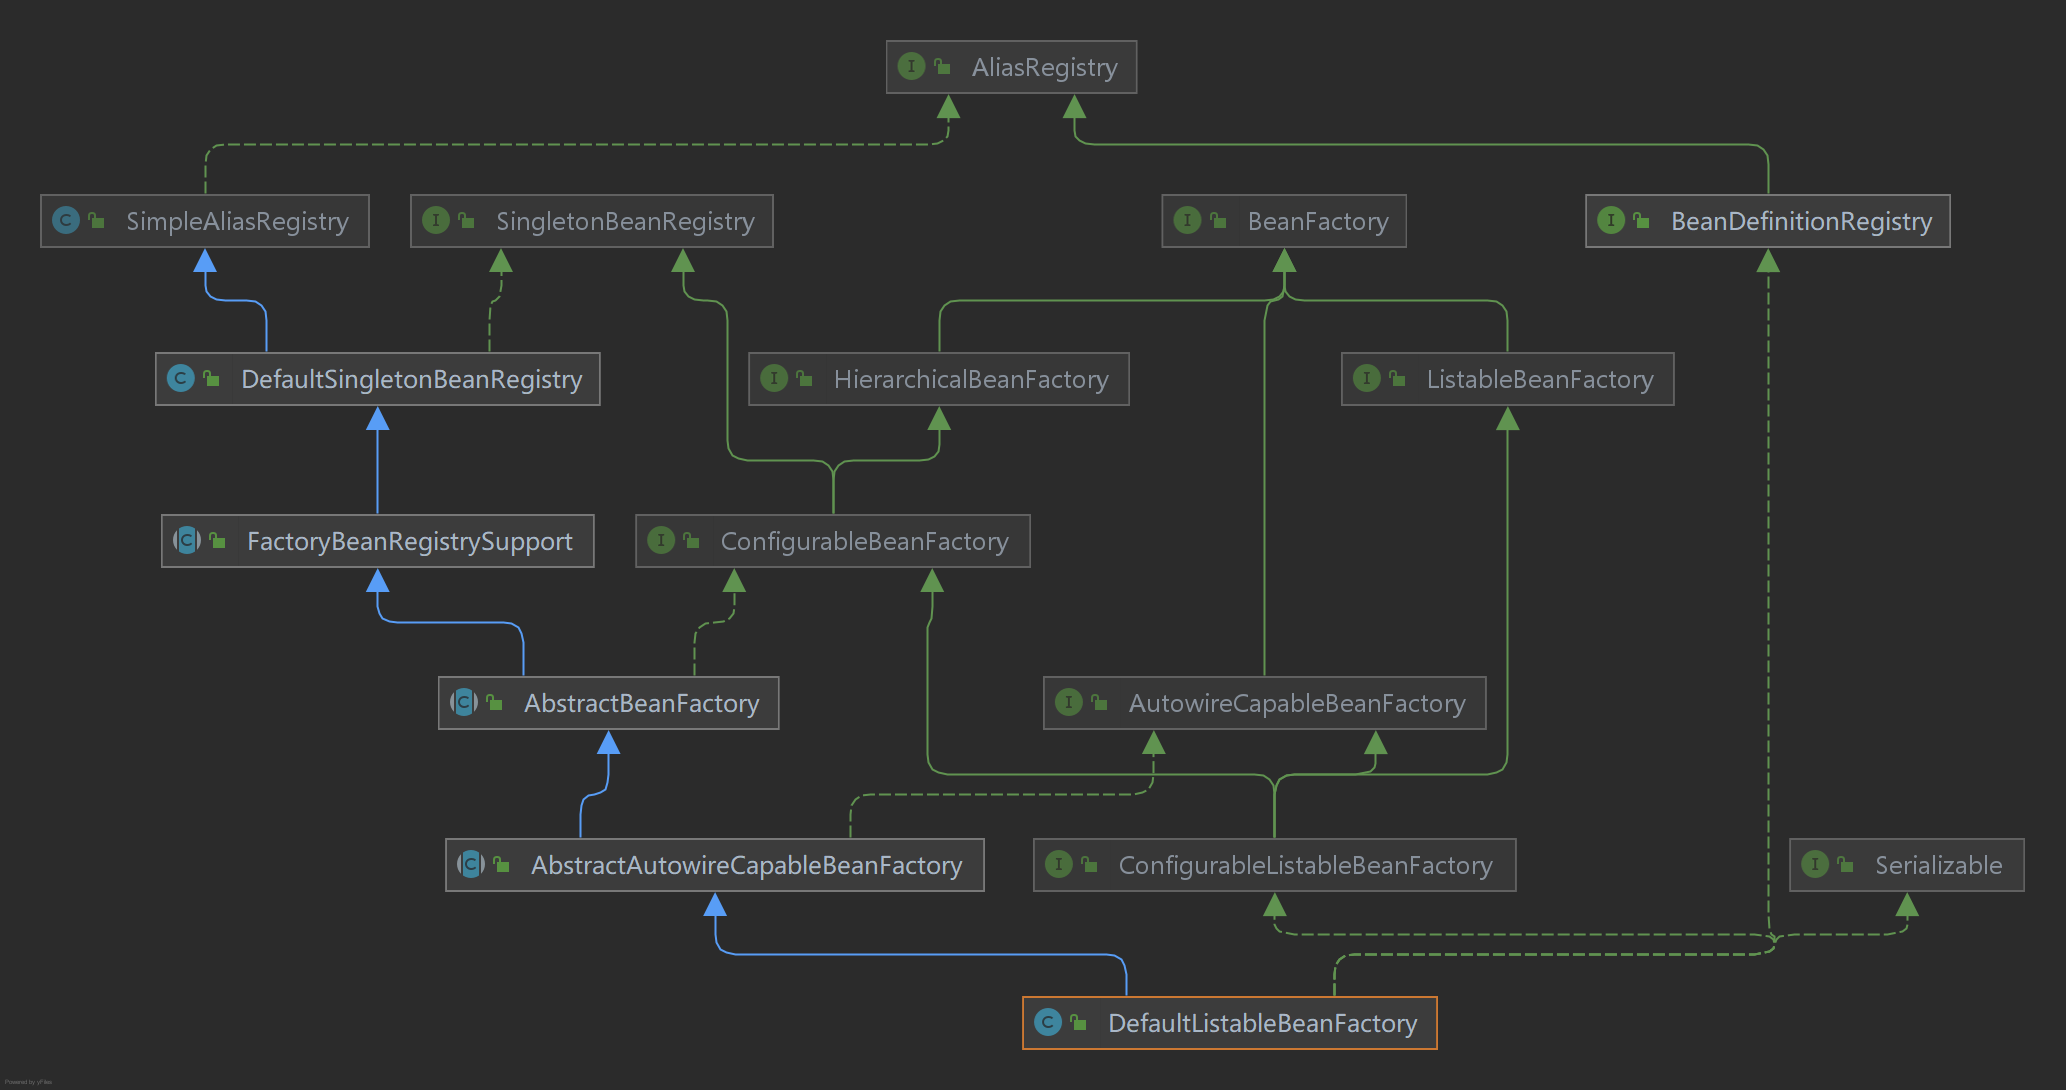 AliasRegistry
SimpleAliasRegistry
SingletonBeanRegistry
BeanFactory
BeanDefinitionRegistry
DefaultSingletonBeanRegistry
HierarchicalBeanFactory
ListableBeanFactory
FactoryBeanRegistrySupport
ConfigurableBeanFactory
AbstractBeanFactory
AutowireCapableBeanFactory
AbstractAutowireCapableBeanFactory
ConfigurableListableBeanFactory
Serializable
DefaultListableBeanFactory
Powered by yFiles